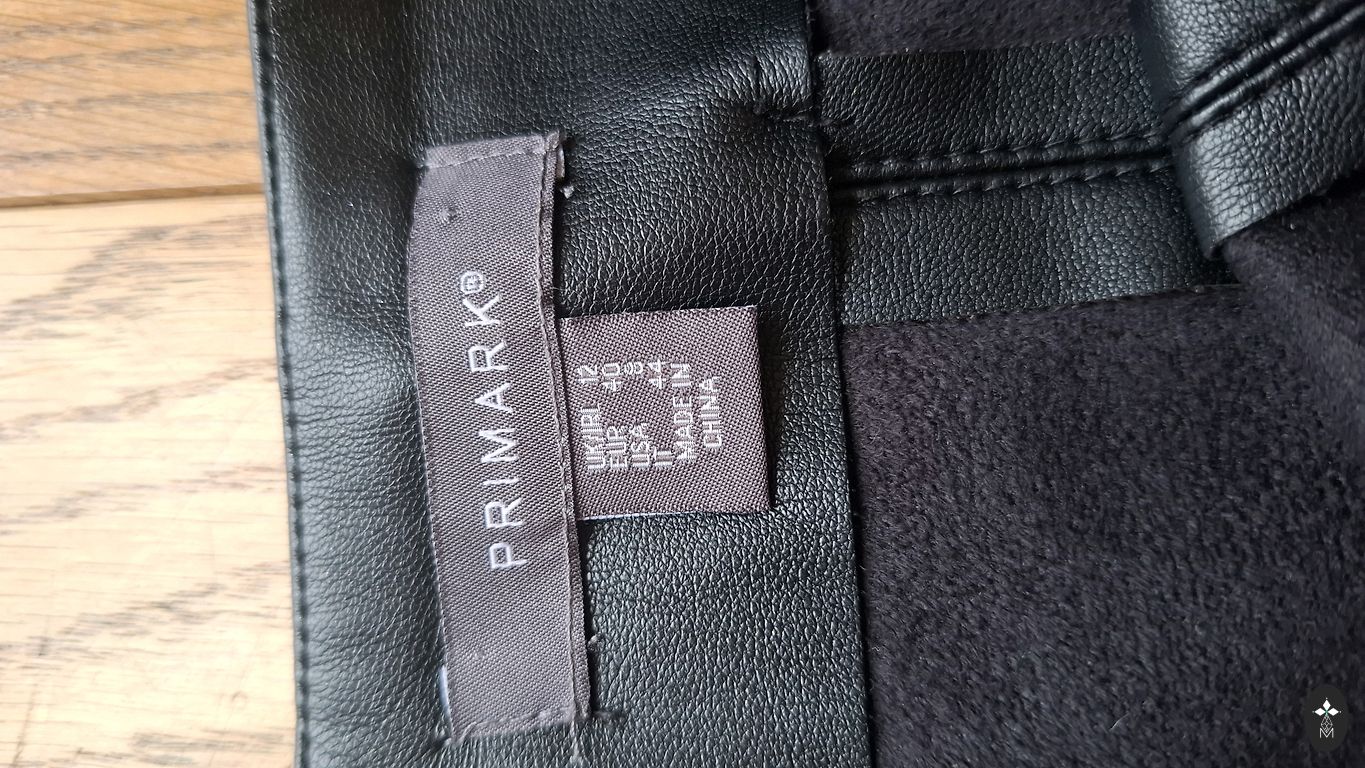 PRIMARK®
UK|IRL 12
EUR 40
USA 8
IT 44
MADE IN
CHINA
M